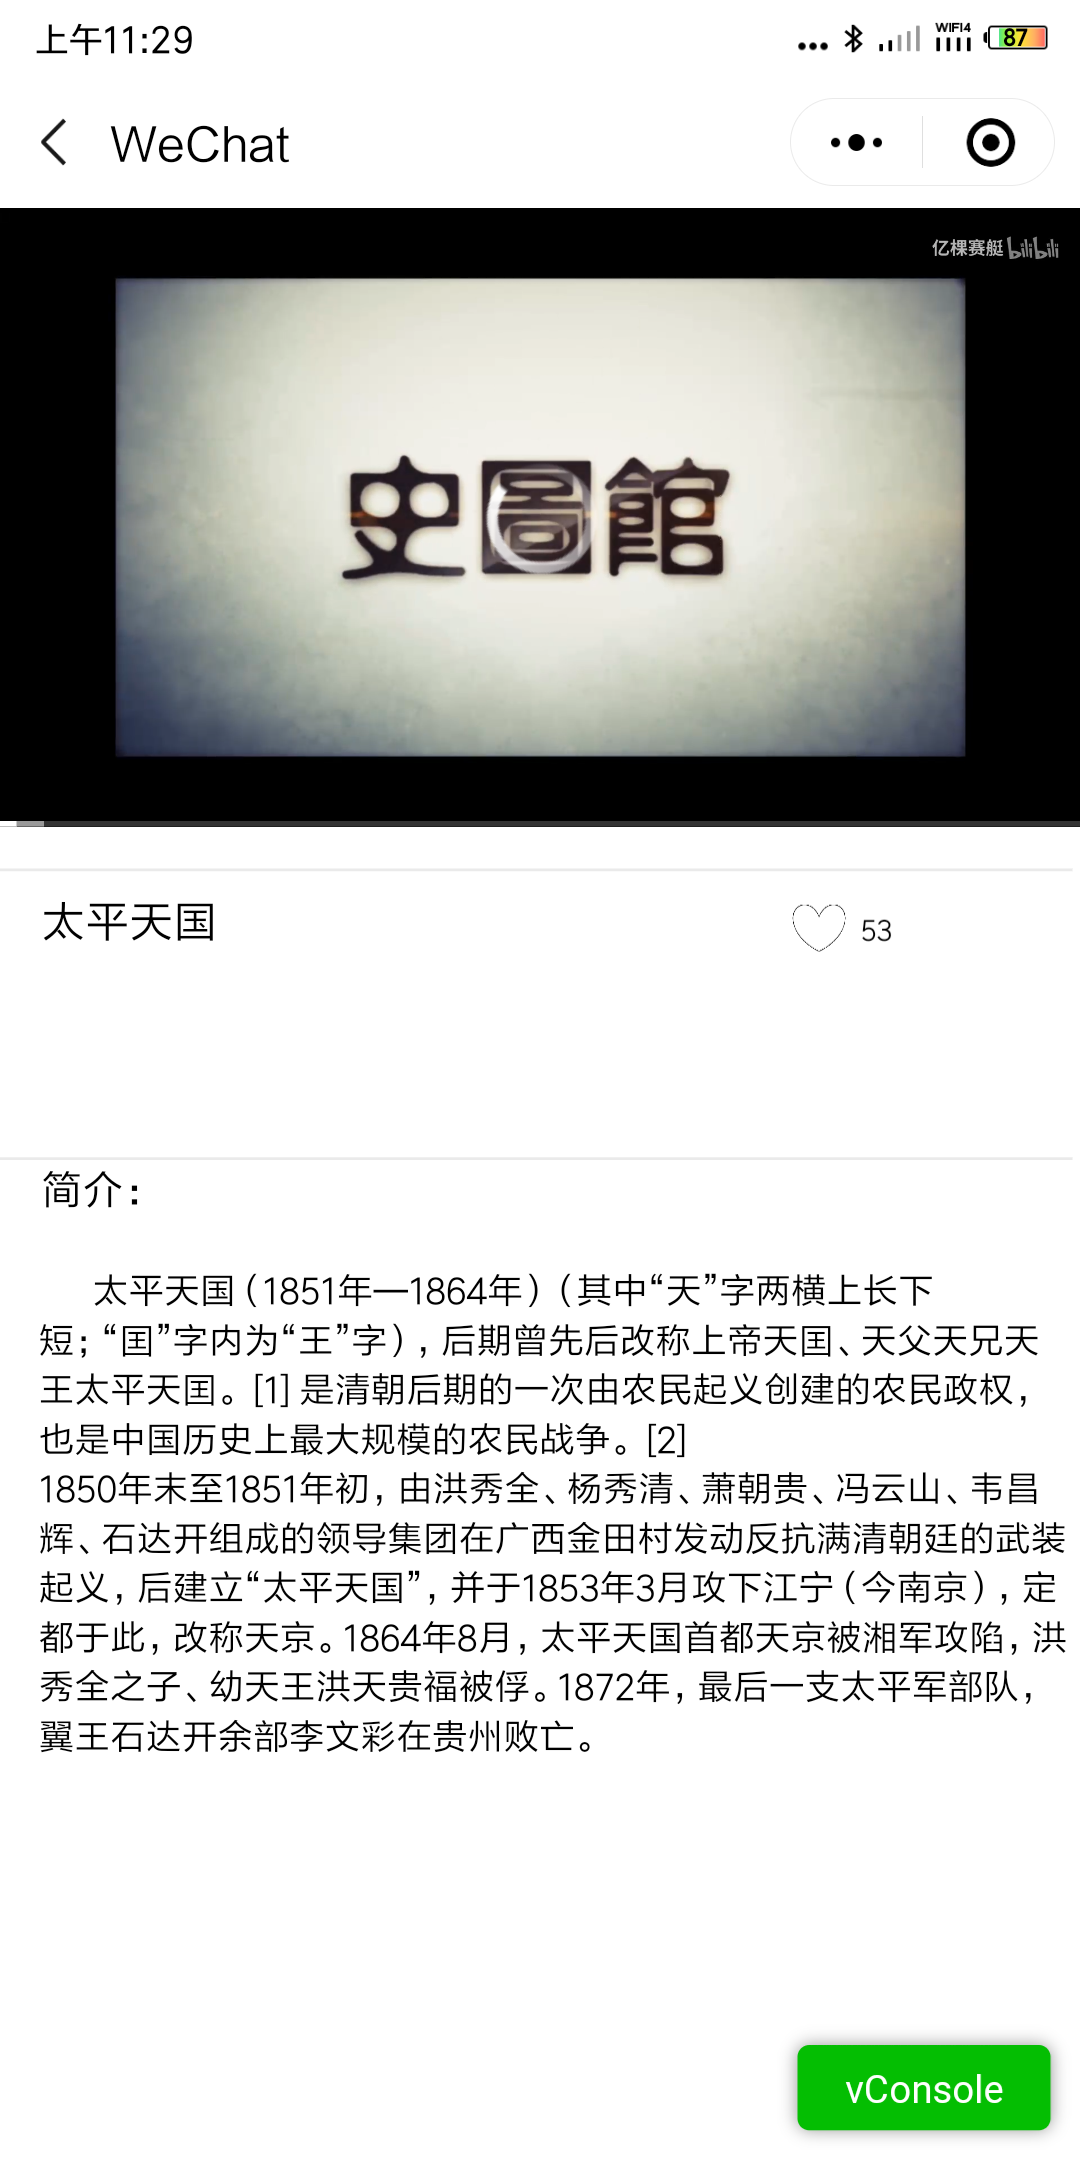 上午11:29
WIFI4
87
WeChat
亿棵赛艇 bilibili
史圖館
太平天国
53
简介：
太平天国（1851年—1864年）（其中“天”字两横上长下
短；“囯”字内为“王”字），后期曾先后改称上帝天囯、天父天兄天
王太平天囯。[1] 是清朝后期的一次由农民起义创建的农民政权，
也是中国历史上最大规模的农民战争。[2]
1850年末至1851年初，由洪秀全、杨秀清、萧朝贵、冯云山、韦昌
辉、石达开组成的领导集团在广西金田村发动反抗满清朝廷的武装
起义，后建立“太平天国”，并于1853年3月攻下江宁（今南京），定
都于此，改称天京。1864年8月，太平天国首都天京被湘军攻陷，洪
秀全之子、幼天王洪天贵福被俘。1872年，最后一支太平军部队，
翼王石达开余部李文彩在贵州败亡。
vConsole